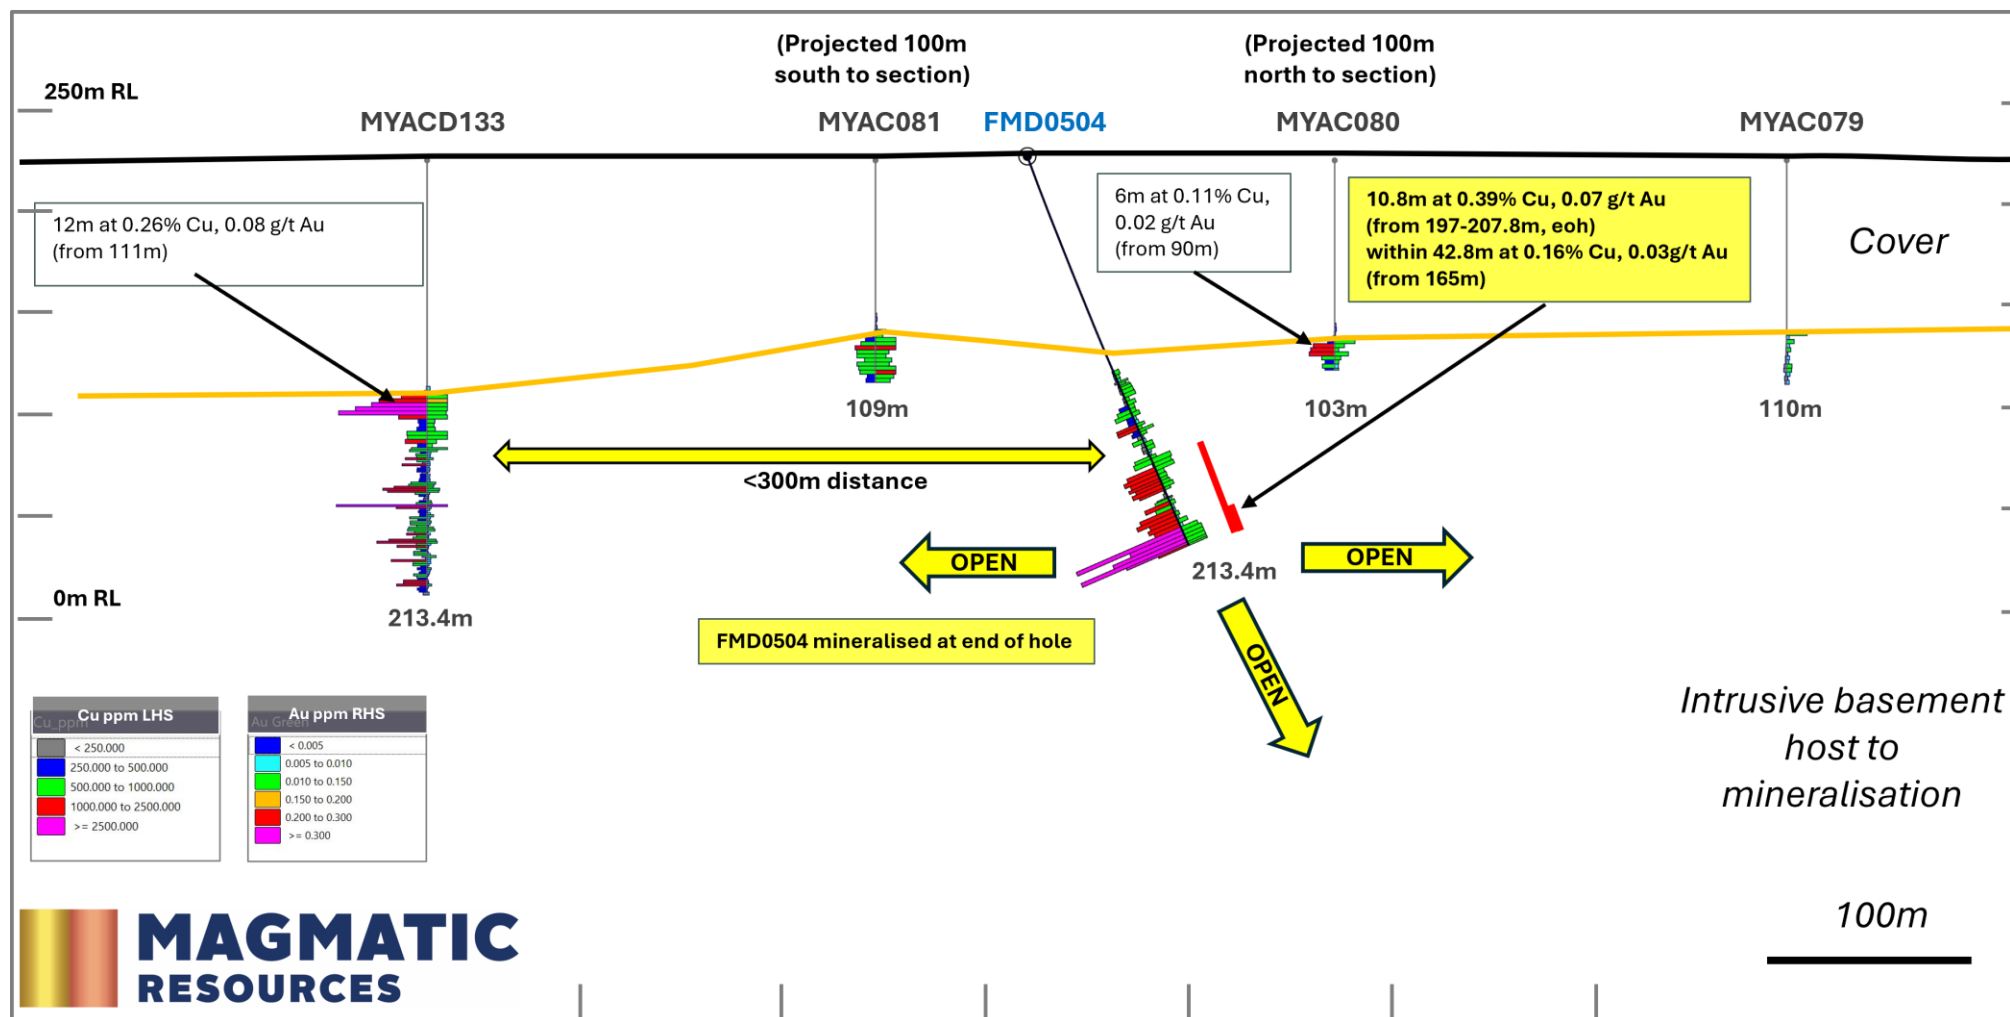 (Projected 100m
south to section)
(Projected 100m
north to section)
250m RL
MYACD133
MYAC081
FMD0504
MYAC080
MYAC079
12m at 0.26% Cu, 0.08 g/t Au
(from 111m)
6m at 0.11% Cu,
0.02 g/t Au
(from 90m)
10.8m at 0.39% Cu, 0.07 g/t Au
(from 197-207.8m, eoh)
within 42.8m at 0.16% Cu, 0.03g/t Au
(from 165m)
Cover
109m
103m
110m
<300m distance
OPEN
OPEN
213.4m
0m RL
213.4m
FMD0504 mineralised at end of hole
OPEN
Intrusive basement
host to
mineralisation
Cu ppm LHS
Cu_ppm
< 250.000
250.000 to 500.000
500.000 to 1000.000
1000.000 to 2500.000
>= 2500.000
Au ppm RHS
Au Green
< 0.005
0.005 to 0.010
0.010 to 0.150
0.150 to 0.200
0.200 to 0.300
>= 0.300
100m
MAGMATIC
RESOURCES